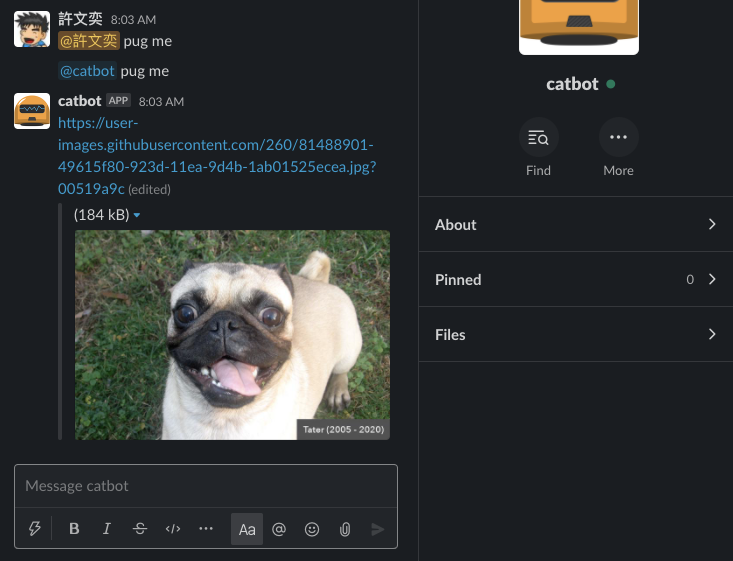 許文奕 8:03 AM
@許文奕 pug me
@catbot pug me
catbot APP 8:03 AM
https://user-
images.githubusercontent.com/260/81488901-
49615f80-923d-11ea-9d4b-1ab01525ecea.jpg?
00519a9c (edited)
(184 kB)
Tater (2005 - 2020)
Message catbot
B I S </> ... Aa @
catbot
Find
More
About
Pinned 0
Files